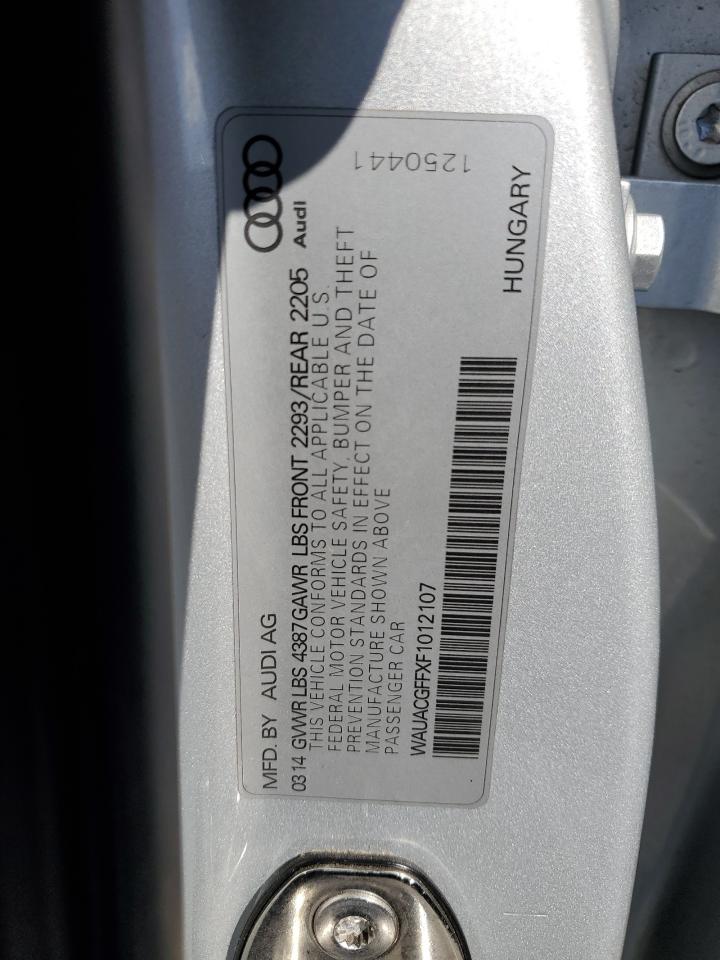 MFD. BY AUDI AG
Audi
0314 GVWR LBS 4387GAWR LBS FRONT 2293/REAR 2205
THIS VEHICLE CONFORMS TO ALL APPLICABLE U.S.
FEDERAL MOTOR VEHICLE SAFETY, BUMPER AND THEFT
PREVENTION STANDARDS IN EFFECT ON THE DATE OF
MANUFACTURE SHOWN ABOVE
PASSENGER CAR
1250441
WAUACGFFXF1012107
HUNGARY